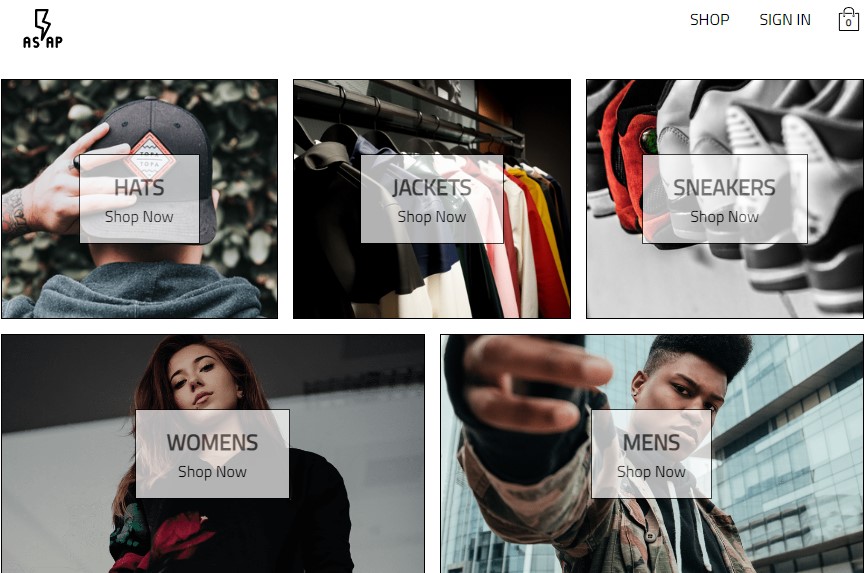 AS AP
SHOP
SIGN IN
0
HATS
Shop Now
JACKETS
Shop Now
SNEAKERS
Shop Now
WOMENS
Shop Now
MENS
Shop Now